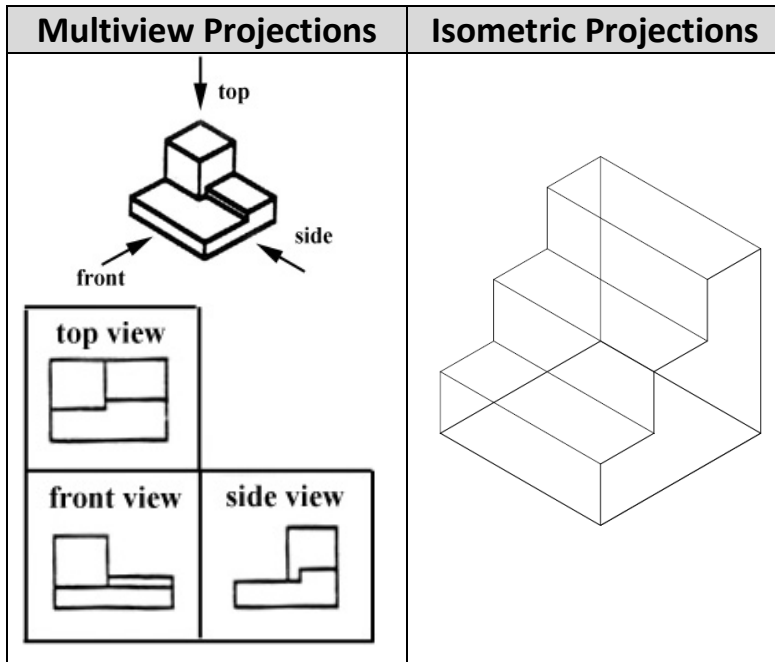 Multiview Projections
Isometric Projections
top
side
front
top view
front view
side view